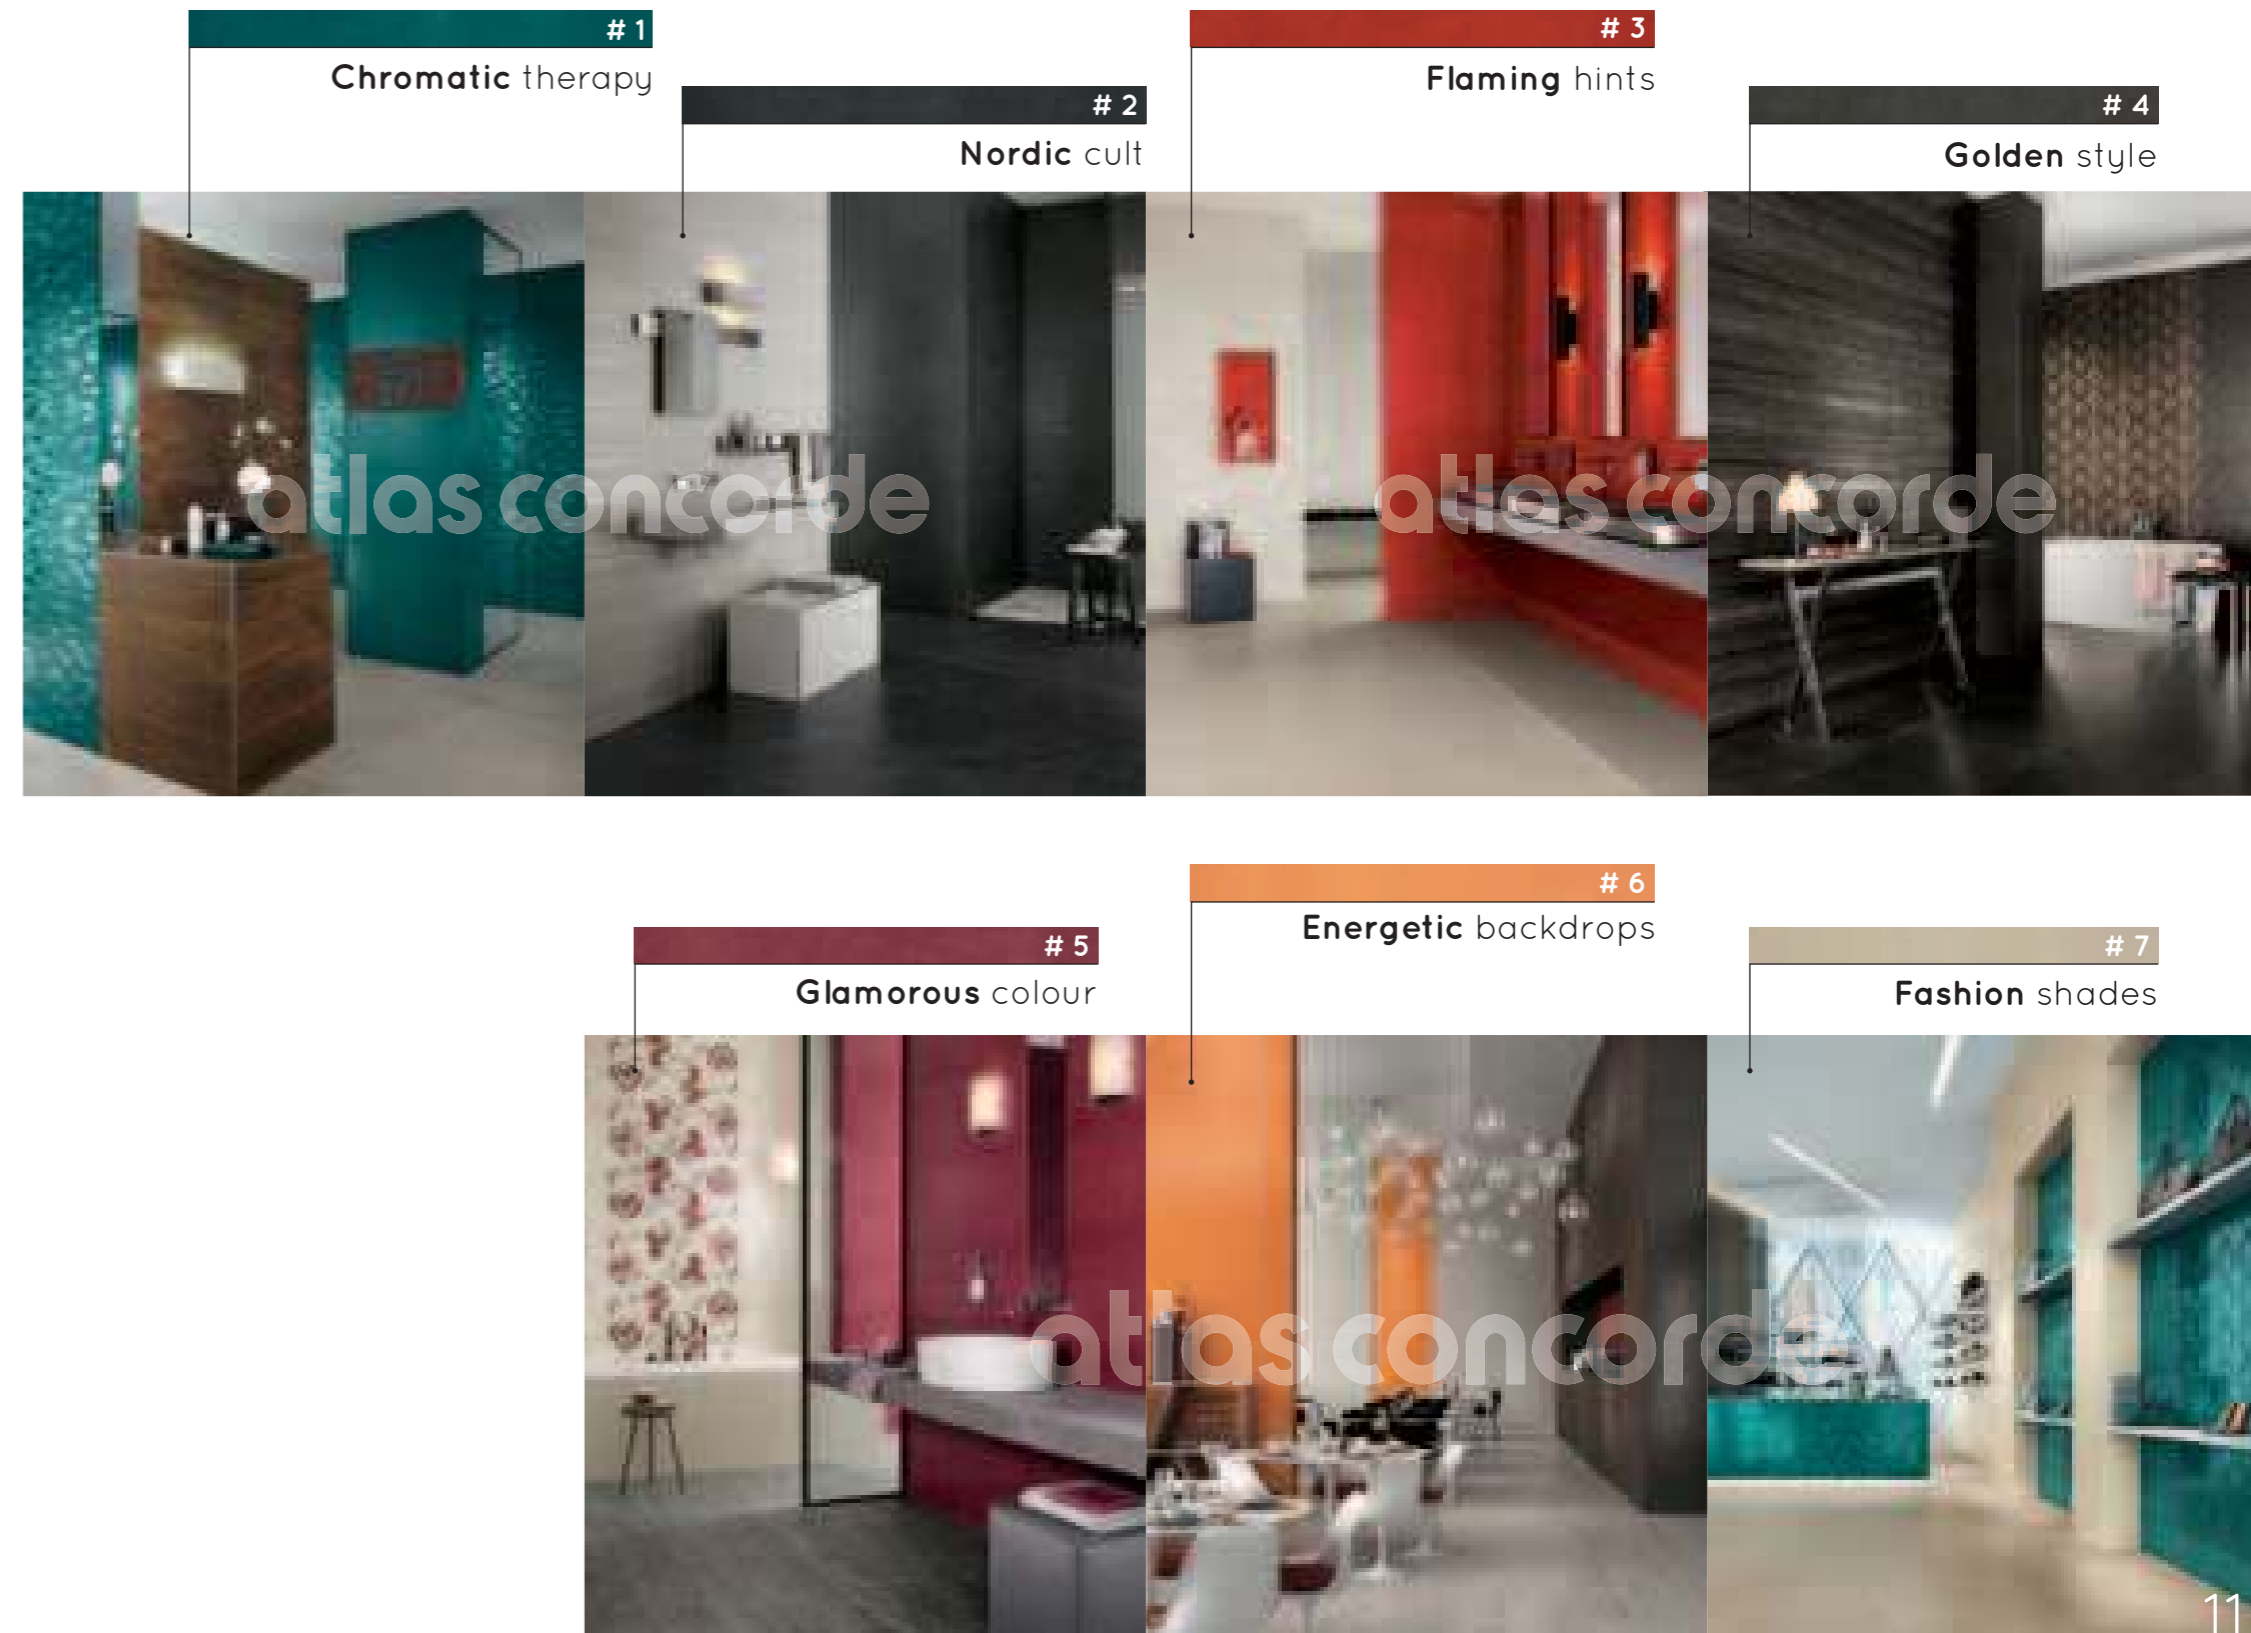 # 1
Chromatic therapy
# 2
Nordic cult
# 3
Flaming hints
# 4
Golden style
atlas concorde
atlas concorde
# 5
Glamorous colour
# 6
Energetic backdrops
# 7
Fashion shades
atlas concorde
11